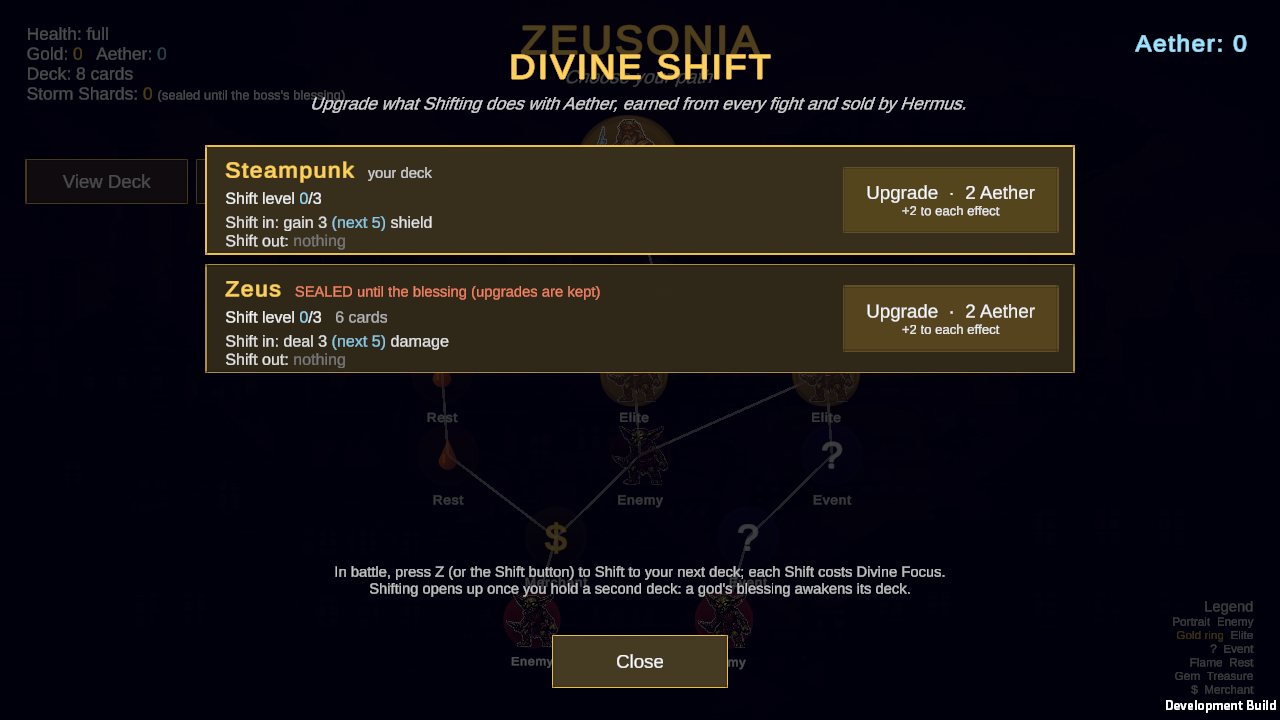 Health: full
Gold: 0 Aether: 0
Deck: 8 cards
Storm Shards: 0 (sealed until the boss's blessing)
ZEUSONIA
Choose your path
DIVINE SHIFT
Aether: 0
Upgrade what Shifting does with Aether, earned from every fight and sold by Hermus.
View Deck
Steampunk your deck
Shift level 0/3
Shift in: gain 3 (next 5) shield
Shift out: nothing
Upgrade · 2 Aether
+2 to each effect
Zeus SEALED until the blessing (upgrades are kept)
Shift level 0/3 6 cards
Shift in: deal 3 (next 5) damage
Shift out: nothing
Upgrade · 2 Aether
+2 to each effect
Rest
Elite
Elite
Rest
Enemy
?
Event
$
Merchant
?
Event
In battle, press Z (or the Shift button) to Shift to your next deck; each Shift costs Divine Focus.
Shifting opens up once you hold a second deck: a god's blessing awakens its deck.
Enemy
my
Close
Legend
Portrait Enemy
Gold ring Elite
? Event
Flame Rest
Gem Treasure
$ Merchant
Development Build